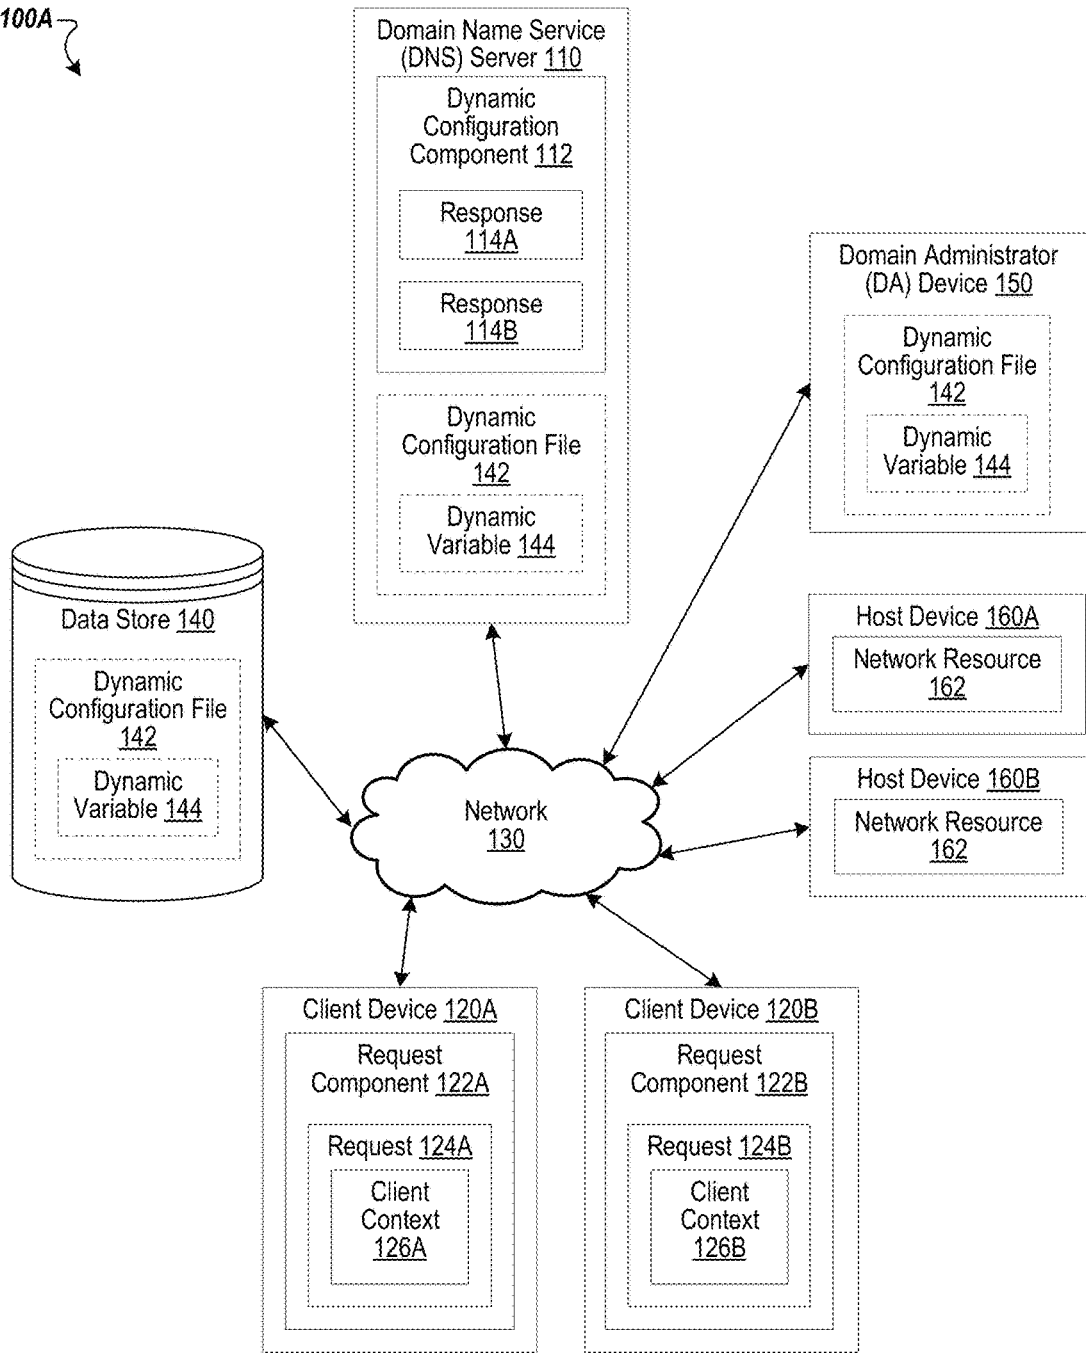 100A
Domain Name Service
(DNS) Server 110
Dynamic
Configuration
Component 112
Response
114A
Response
114B
Dynamic
Configuration File
142
Dynamic
Variable 144
Domain Administrator
(DA) Device 150
Dynamic
Configuration File
142
Dynamic
Variable 144
Data Store 140
Dynamic
Configuration File
142
Dynamic
Variable 144
Host Device 160A
Network Resource
162
Host Device 160B
Network Resource
162
Network
130
Client Device 120A
Request
Component 122A
Request 124A
Client
Context
126A
Client Device 120B
Request
Component 122B
Request 124B
Client
Context
126B